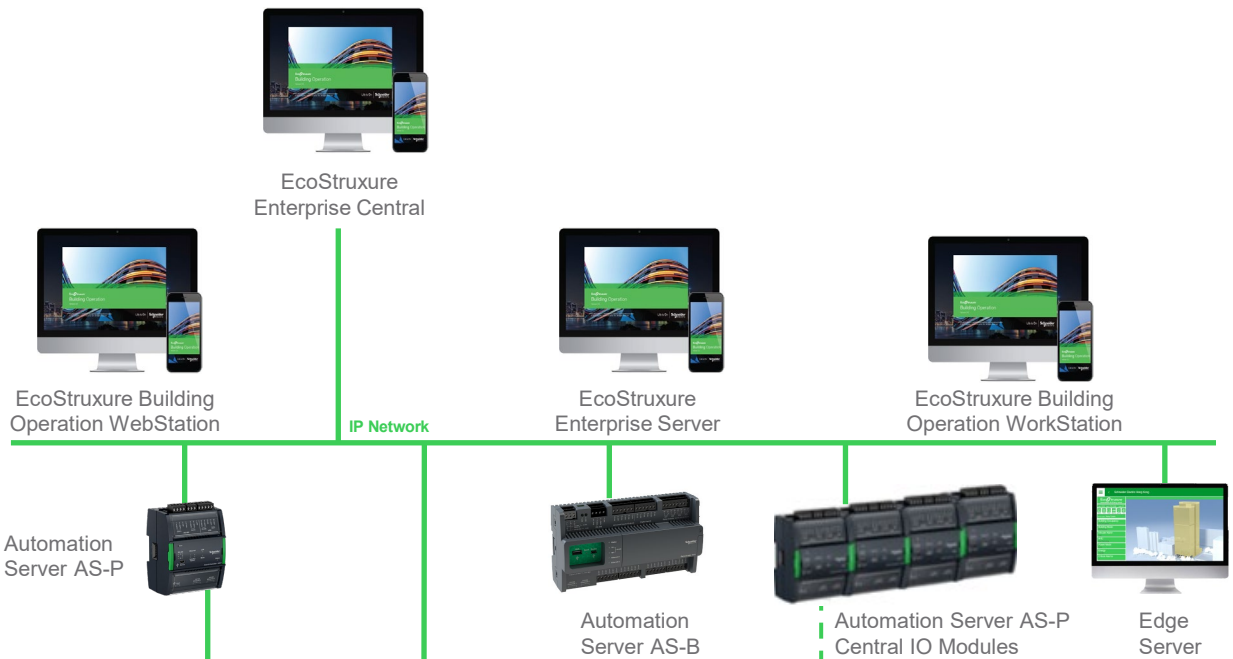 EcoStruxure
Enterprise Central
EcoStruxure Building
Operation WebStation
EcoStruxure
Enterprise Server
EcoStruxure Building
Operation WorkStation
IP Network
Automation
Server AS-P
Automation
Server AS-B
Automation Server AS-P
Central IO Modules
Edge
Server